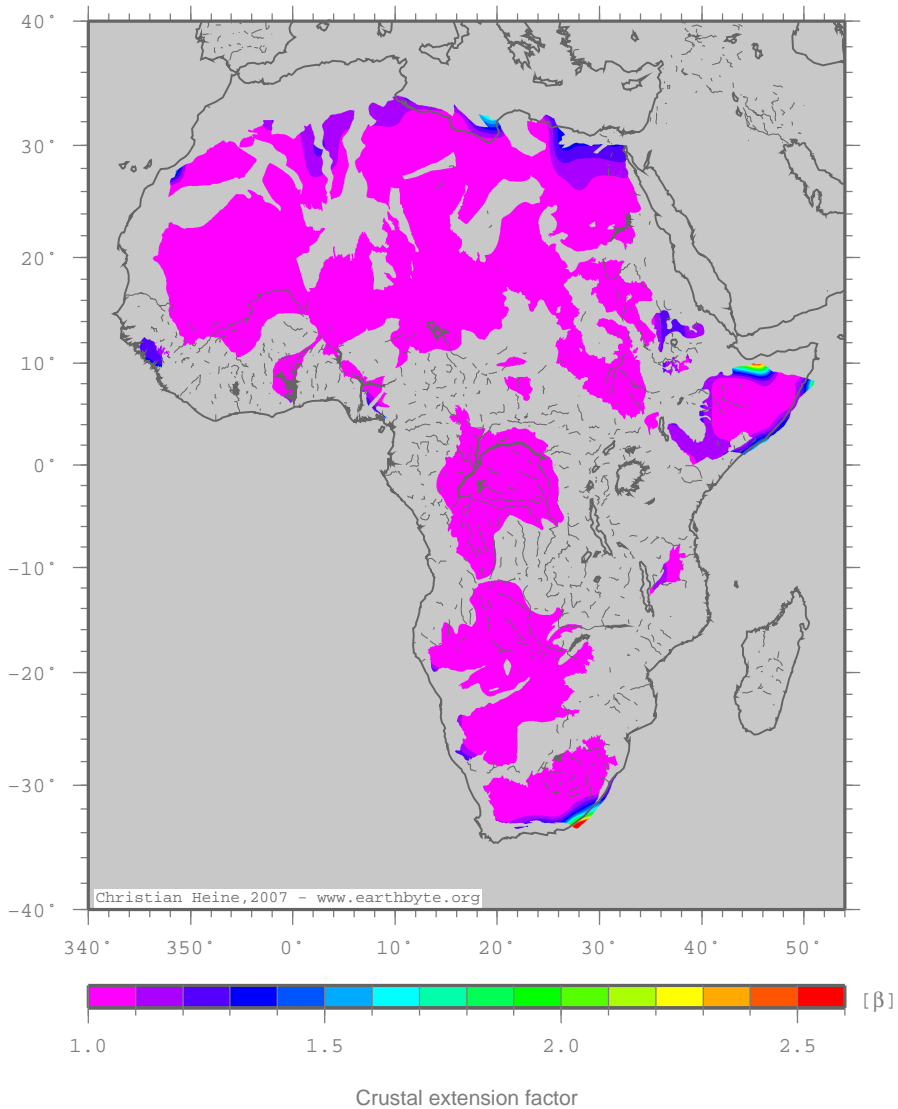 40°
30°
20°
10°
0°
−10°
−20°
−30°
−40°
Christian Heine,2007 − www.earthbyte.org
340° 350° 0° 10° 20° 30° 40° 50°
[β]
1.0 1.5 2.0 2.5
Crustal extension factor